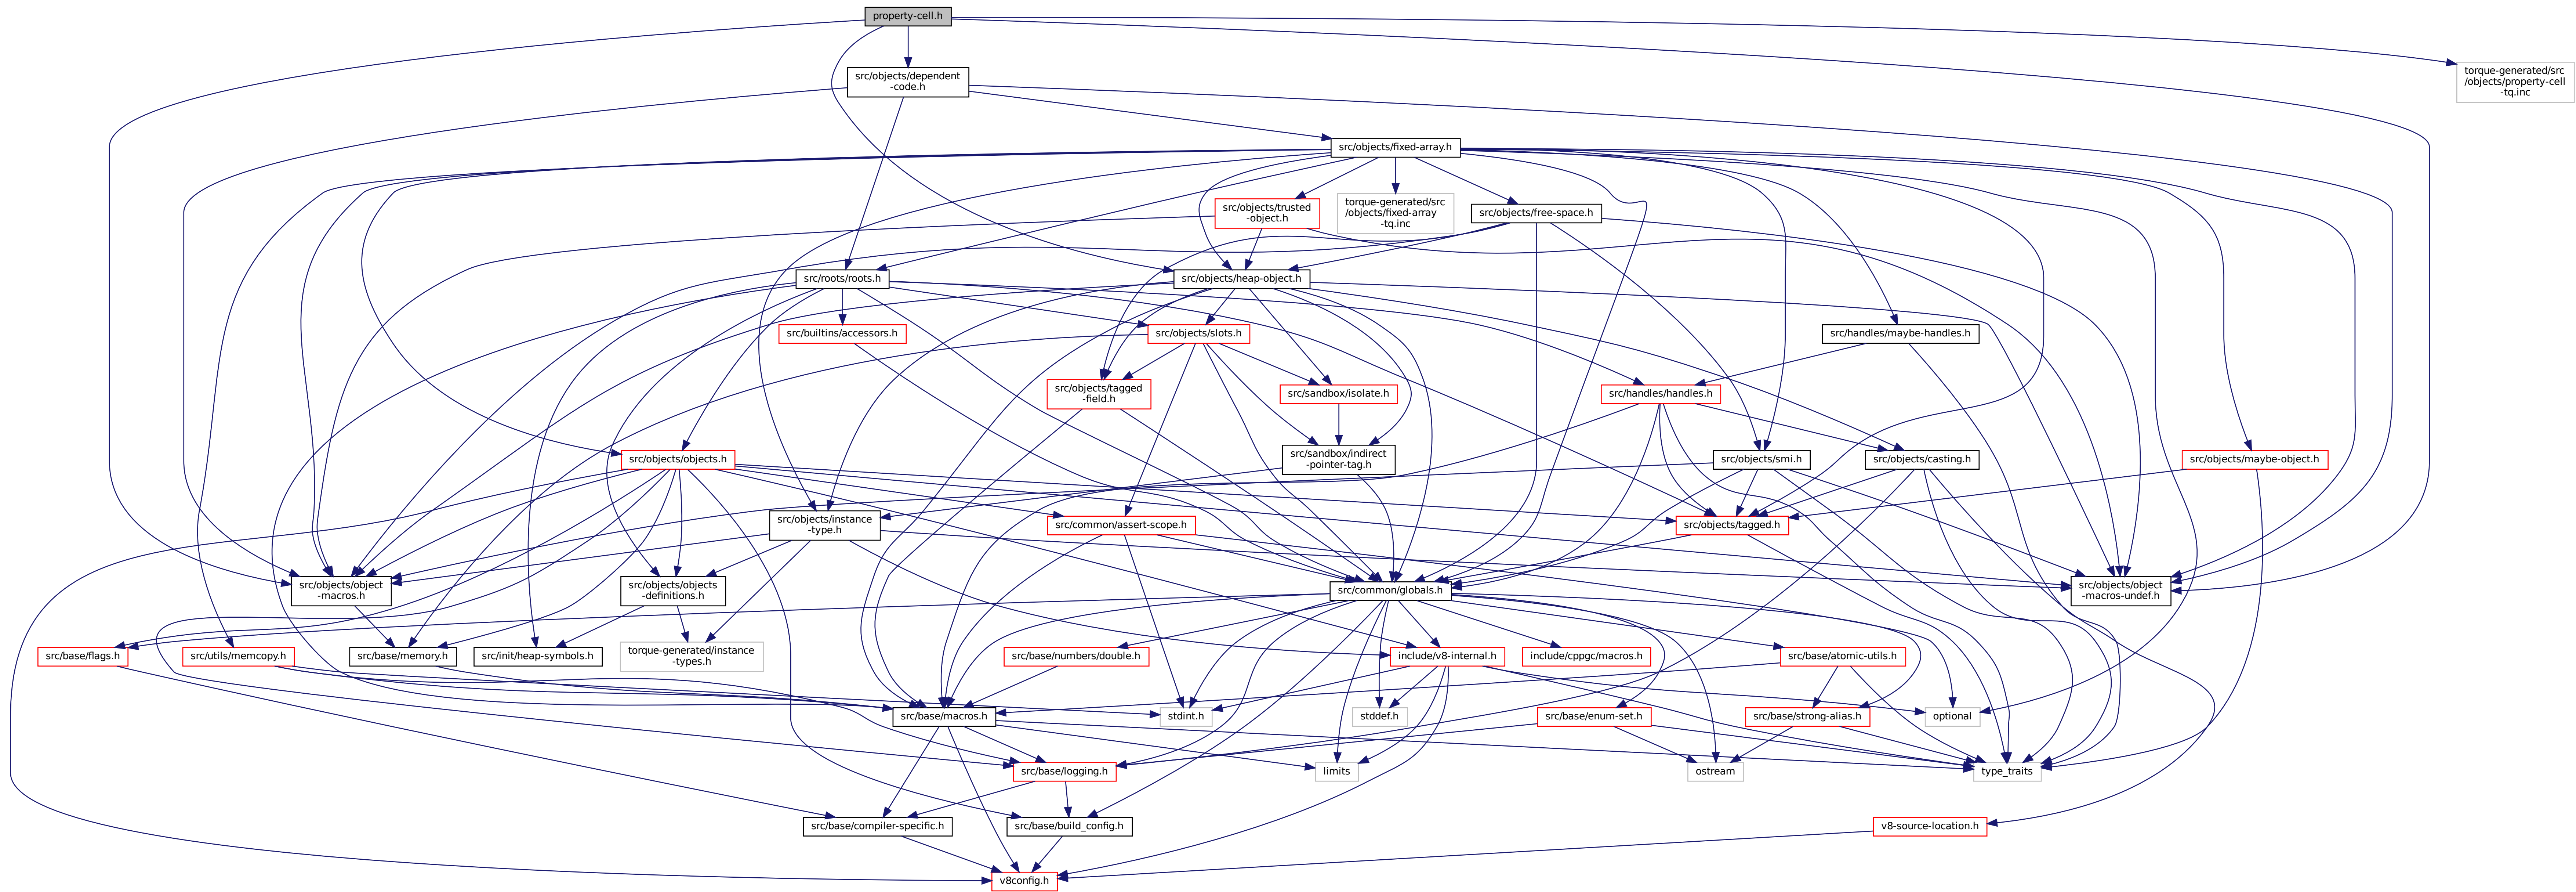 property-cell.h
src/objects/dependent
-code.h
torque-generated/src
/objects/property-cell
-tq.inc
src/objects/fixed-array.h
src/objects/trusted
-object.h
torque-generated/src
/objects/fixed-array
-tq.inc
src/objects/free-space.h
src/roots/roots.h
src/objects/heap-object.h
src/builtins/accessors.h
src/objects/slots.h
src/handles/maybe-handles.h
src/objects/tagged
-field.h
src/sandbox/isolate.h
src/handles/handles.h
src/objects/objects.h
src/sandbox/indirect
-pointer-tag.h
src/objects/smi.h
src/objects/casting.h
src/objects/maybe-object.h
src/objects/instance
-type.h
src/common/assert-scope.h
src/objects/tagged.h
src/objects/object
-macros.h
src/objects/objects
-definitions.h
src/common/globals.h
src/objects/object
-macros-undef.h
src/base/flags.h
src/utils/memcopy.h
src/base/memory.h
src/init/heap-symbols.h
torque-generated/instance
-types.h
src/base/numbers/double.h
include/v8-internal.h
include/cppgc/macros.h
src/base/atomic-utils.h
src/base/macros.h
stdint.h
stddef.h
src/base/enum-set.h
src/base/strong-alias.h
optional
src/base/logging.h
limits
ostream
type_traits
src/base/compiler-specific.h
src/base/build_config.h
v8-source-location.h
v8config.h